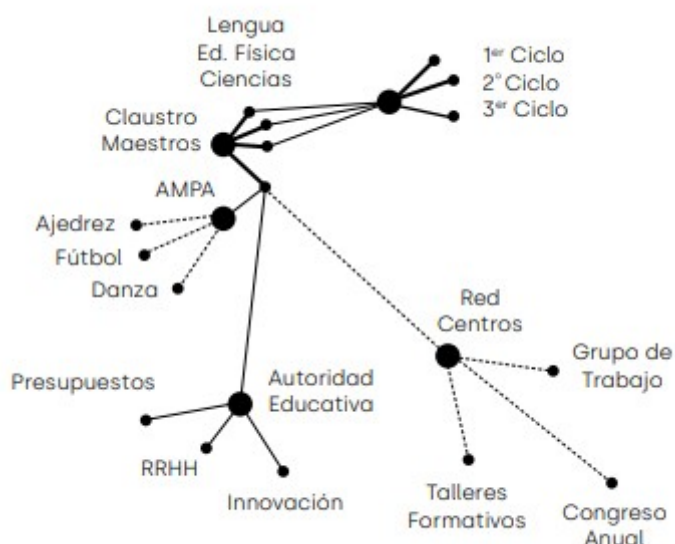 Lengua
Ed. Física
Ciencias
1er Ciclo
2º Ciclo
3er Ciclo
Claustro
Maestros
AMPA
Ajedrez
Fútbol
Danza
Red
Centros
Grupo de
Trabajo
Presupuestos
Autoridad
Educativa
RRHH
Innovación
Talleres
Formativos
Congreso
Anual